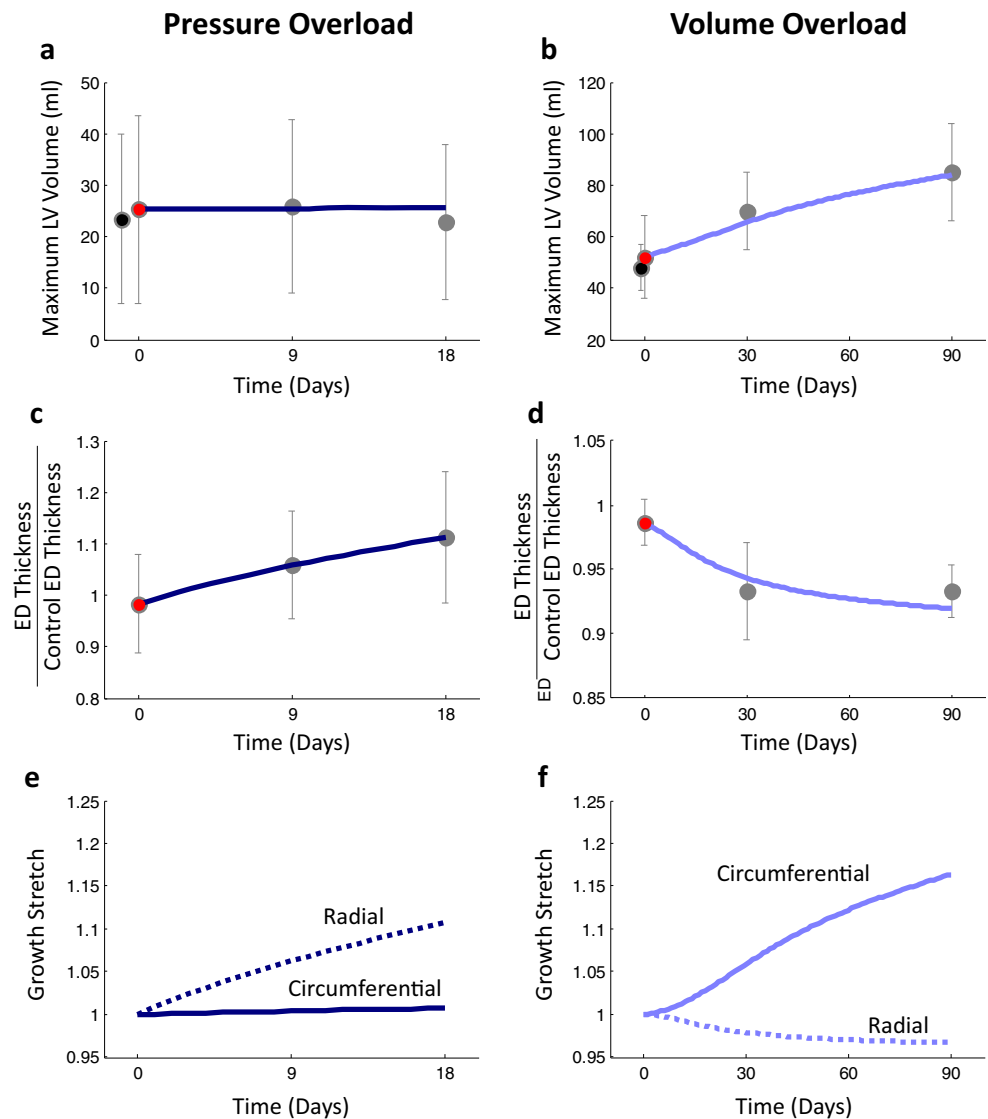 Pressure Overload
Volume Overload
a
Maximum LV Volume (ml)
50
40
30
20
10
0
0
9
18
Time (Days)
b
Maximum LV Volume (ml)
120
100
80
60
40
20
0
30
60
90
Time (Days)
c
ED Thickness
Control ED Thickness
1.3
1.2
1.1
1
0.9
0.8
0
9
18
Time (Days)
d
ED Thickness
ED Control ED Thickness
1.05
1
0.95
0.9
0.85
0
30
60
90
Time (Days)
e
Growth Stretch
1.25
1.2
1.15
1.1
1.05
1
0.95
Radial
Circumferential
0
9
18
Time (Days)
f
Growth Stretch
1.25
1.2
1.15
1.1
1.05
1
0.95
Circumferential
Radial
0
30
60
90
Time (Days)